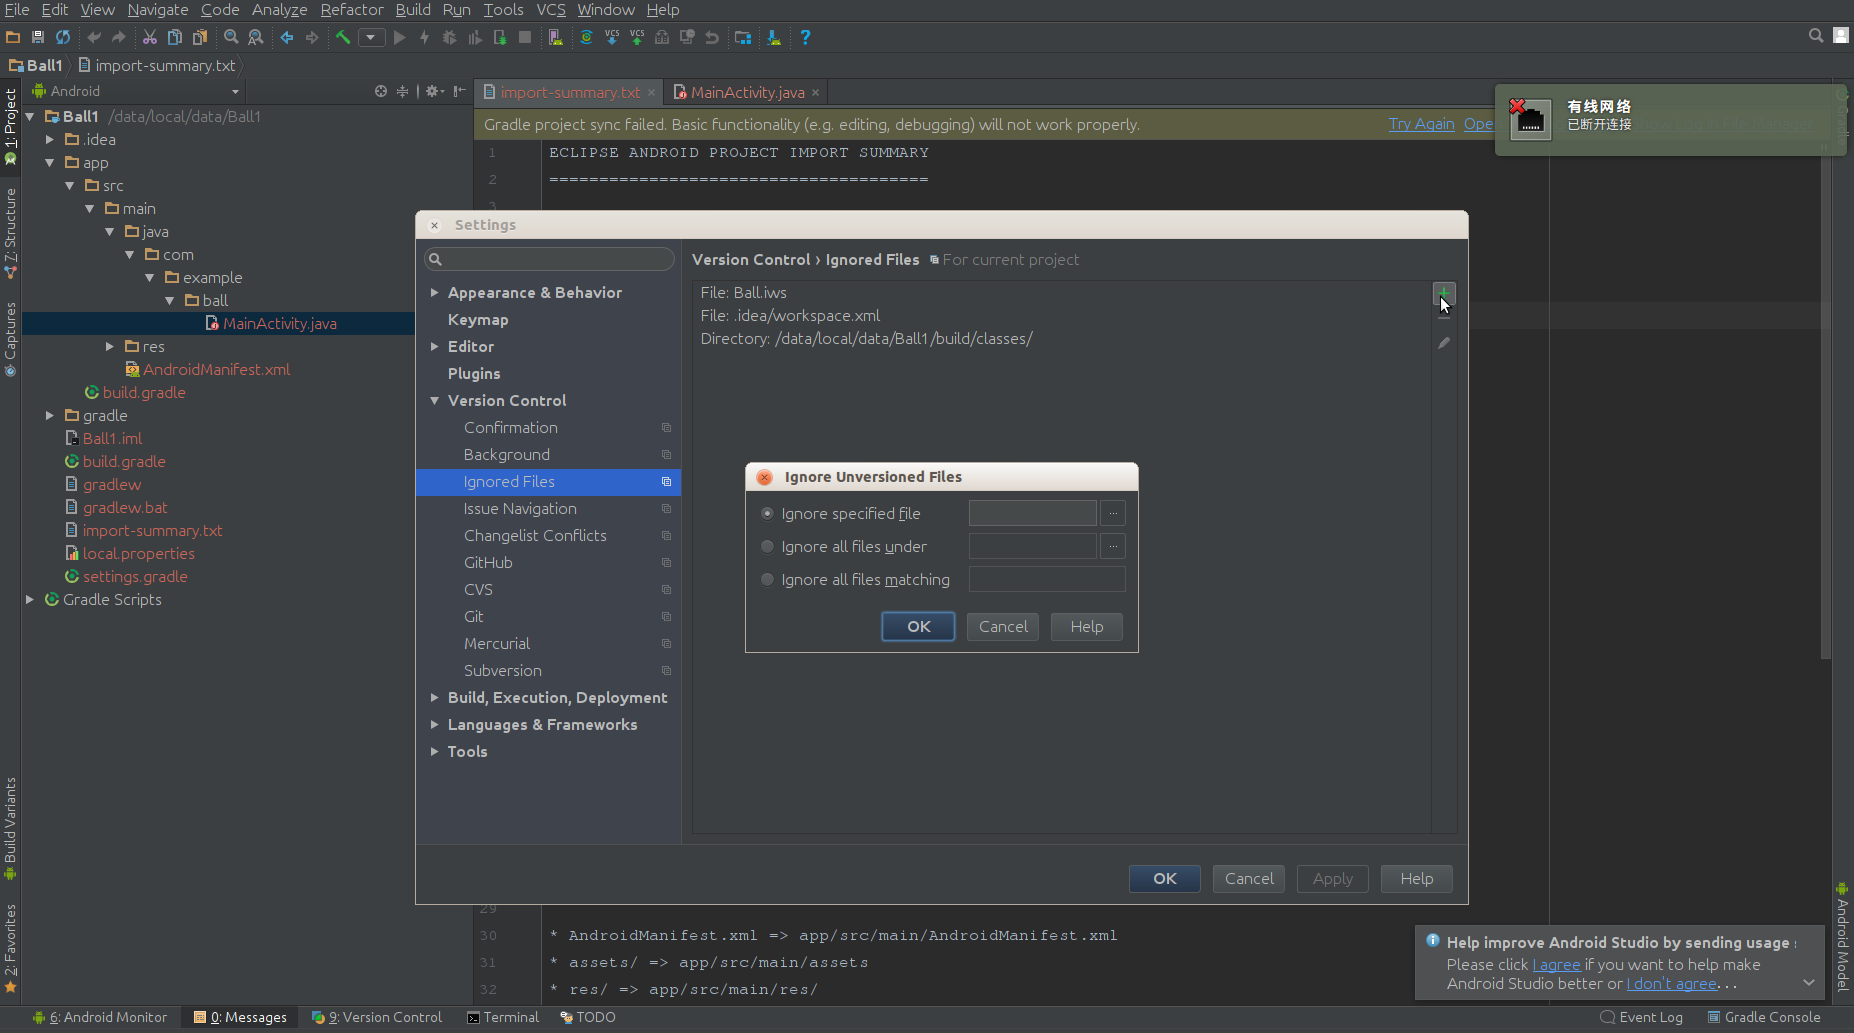 File Edit View Navigate Code Analyze Refactor Build Run Tools VCS Window Help
Ball1 import-summary.txt
Android
import-summary.txt MainActivity.java
1: Project
Z: Structure
Captures
Build Variants
2: Favorites
Ball1 /data/local/data/Ball1
.idea
app
src
main
java
com
example
ball
MainActivity.java
res
AndroidManifest.xml
build.gradle
gradle
Ball1.iml
build.gradle
gradlew
gradlew.bat
import-summary.txt
local.properties
settings.gradle
Gradle Scripts
Gradle project sync failed. Basic functionality (e.g. editing, debugging) will not work properly. Try Again Ope
有线网络
已断开连接
1 ECLIPSE ANDROID PROJECT IMPORT SUMMARY
2 ======================================
3
Settings
Appearance & Behavior
Keymap
Editor
Plugins
Version Control
Confirmation
Background
Ignored Files
Issue Navigation
Changelist Conflicts
GitHub
CVS
Git
Mercurial
Subversion
Build, Execution, Deployment
Languages & Frameworks
Tools
Version Control › Ignored Files For current project
File: Ball.iws
File: .idea/workspace.xml
Directory: /data/local/data/Ball1/build/classes/
Ignore Unversioned Files
Ignore specified file ...
Ignore all files under ...
Ignore all files matching
OK Cancel Help
OK Cancel Apply Help
29
30 * AndroidManifest.xml => app/src/main/AndroidManifest.xml
31 * assets/ => app/src/main/assets
32 * res/ => app/src/main/res/
Help improve Android Studio by sending usage
Please click I agree if you want to help make
Android Studio better or I don't agree...
Android Model
6: Android Monitor 0: Messages 9: Version Control Terminal TODO Event Log Gradle Console